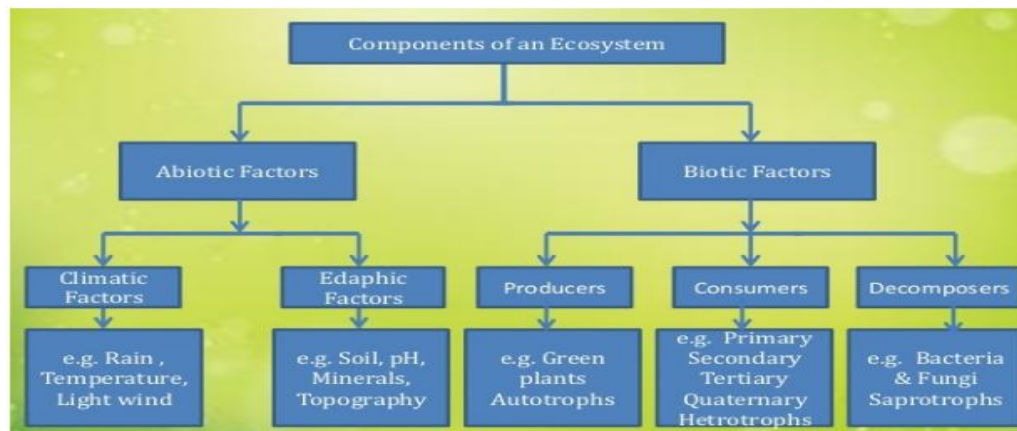 Components of an Ecosystem
Abiotic Factors
Biotic Factors
Climatic
Factors
Edaphic
Factors
Producers
Consumers
Decomposers
e.g. Rain ,
Temperature,
Light wind
e.g. Soil, pH,
Minerals,
Topography
e.g. Green
plants
Autotrophs
e.g. Primary
Secondary
Tertiary
Quaternary
Hetrotrophs
e.g. Bacteria
& Fungi
Saprotrophs